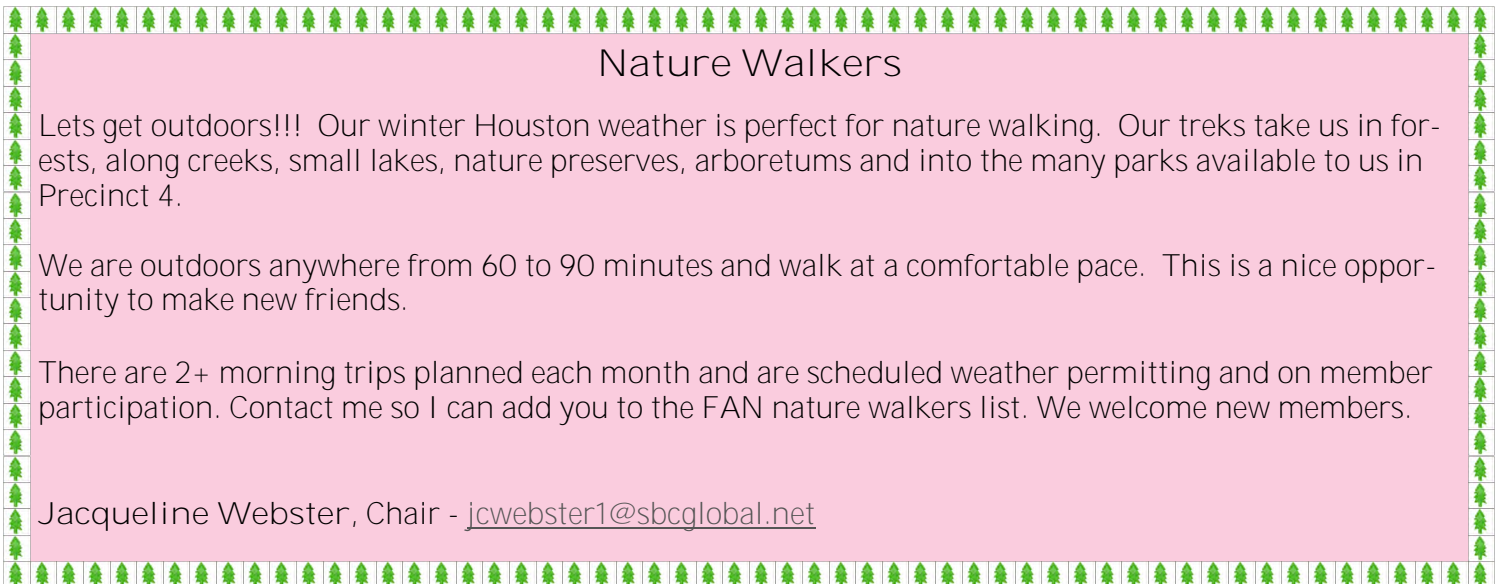 Nature Walkers
Lets get outdoors!!!  Our winter Houston weather is perfect for nature walking.  Our treks take us in for-
ests, along creeks, small lakes, nature preserves, arboretums and into the many parks available to us in
Precinct 4.
We are outdoors anywhere from 60 to 90 minutes and walk at a comfortable pace.  This is a nice oppor-
tunity to make new friends.
There are 2+ morning trips planned each month and are scheduled weather permitting and on member
participation. Contact me so I can add you to the FAN nature walkers list. We welcome new members.
Jacqueline Webster, Chair - jcwebster1@sbcglobal.net